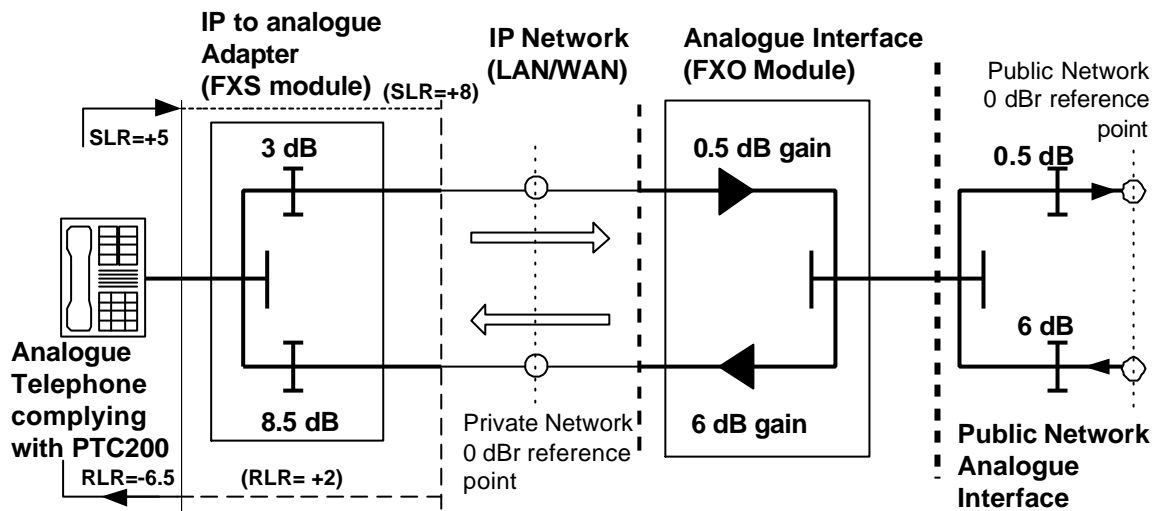 IP to analogue
Adapter
(FXS module)
(SLR=+8)
IP Network
(LAN/WAN)
Analogue Interface
(FXO Module)
Public Network
0 dBr reference
point
SLR=+5
3 dB
0.5 dB gain
0.5 dB
6 dB
Analogue
Telephone
complying
with PTC200
8.5 dB
Private Network
0 dBr reference
point
6 dB gain
Public Network
Analogue
Interface
RLR=-6.5
(RLR= +2)